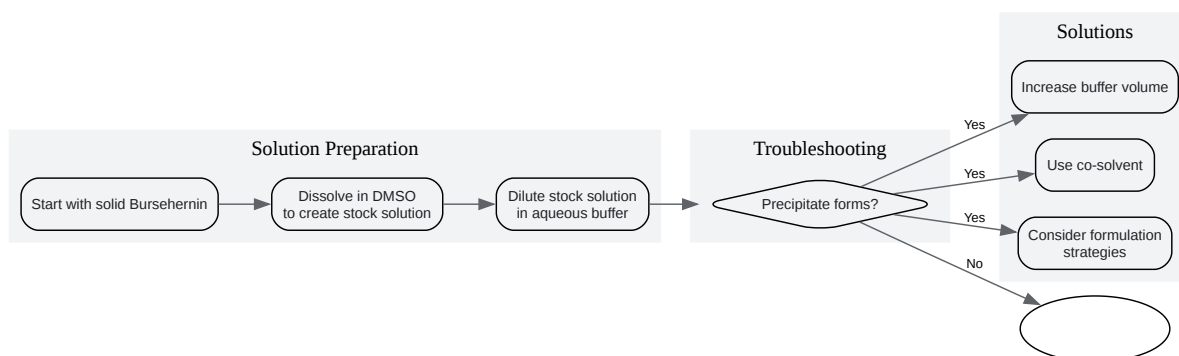 Solution Preparation
Start with solid Bursehernin
Dissolve in DMSO
to create stock solution
Dilute stock solution
in aqueous buffer
Troubleshooting
Precipitate forms?
Yes
Yes
Yes
No
Solutions
Increase buffer volume
Use co-solvent
Consider formulation
strategies